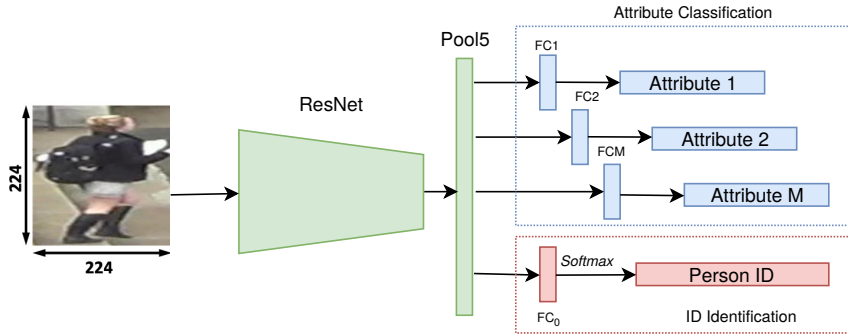 Attribute Classification
Pool5
FC1
Attribute 1
ResNet
FC2
Attribute 2
FCM
224
Attribute M
224
Softmax
Person ID
FC0
ID Identification